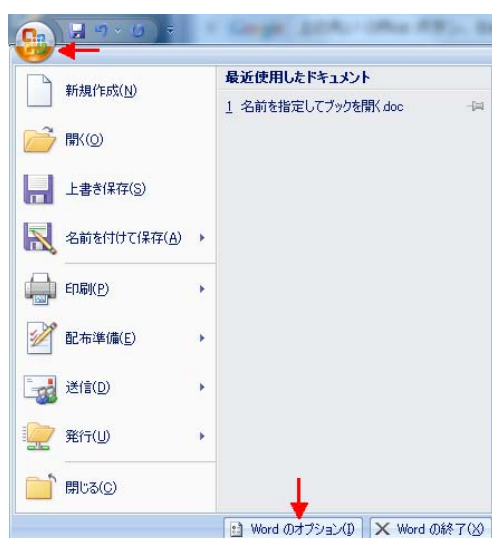 新規作成(N)
開く(O)
上書き保存(S)
名前を付けて保存(A)
印刷(P)
配布準備(E)
送信(D)
発行(U)
閉じる(C)
最近使用したドキュメント
1 名前を指定してブックを開く.doc
Word のオプション(I)
Word の終了(X)